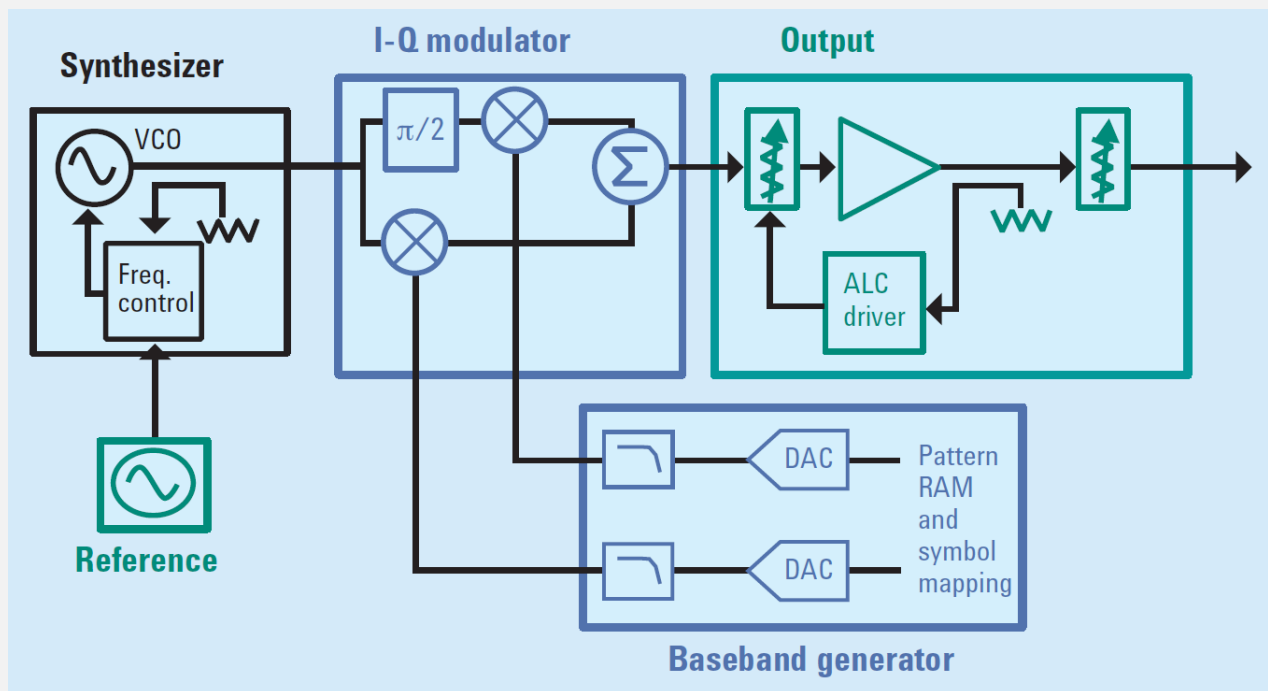 Synthesizer
VCO
Freq.
control
Reference
I-Q modulator
π/2
Σ
Output
ALC
driver
DAC
DAC
Pattern
RAM
and
symbol
mapping
Baseband generator